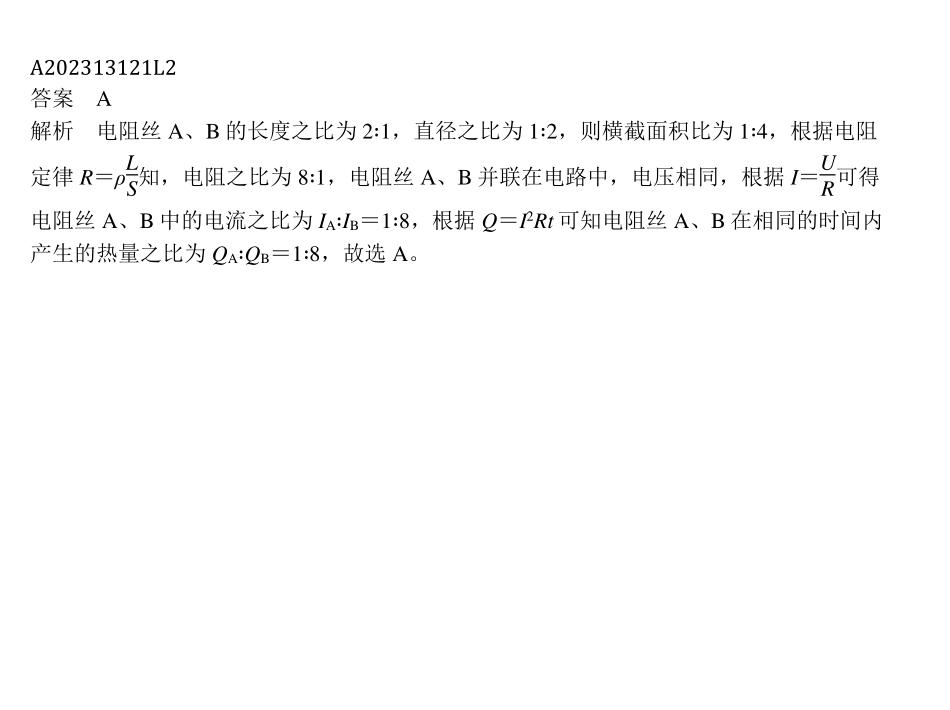 A202313121L2
答案　A
解析　电阻丝 A、B 的长度之比为 2∶1，直径之比为 1∶2，则横截面积比为 1∶4，根据电阻
定律 R＝ρL/S知，电阻之比为 8∶1，电阻丝 A、B 并联在电路中，电压相同，根据 I＝U/R可得
电阻丝 A、B 中的电流之比为 I_A∶I_B＝1∶8，根据 Q＝I²Rt 可知电阻丝 A、B 在相同的时间内
产生的热量之比为 Q_A∶Q_B＝1∶8，故选 A。